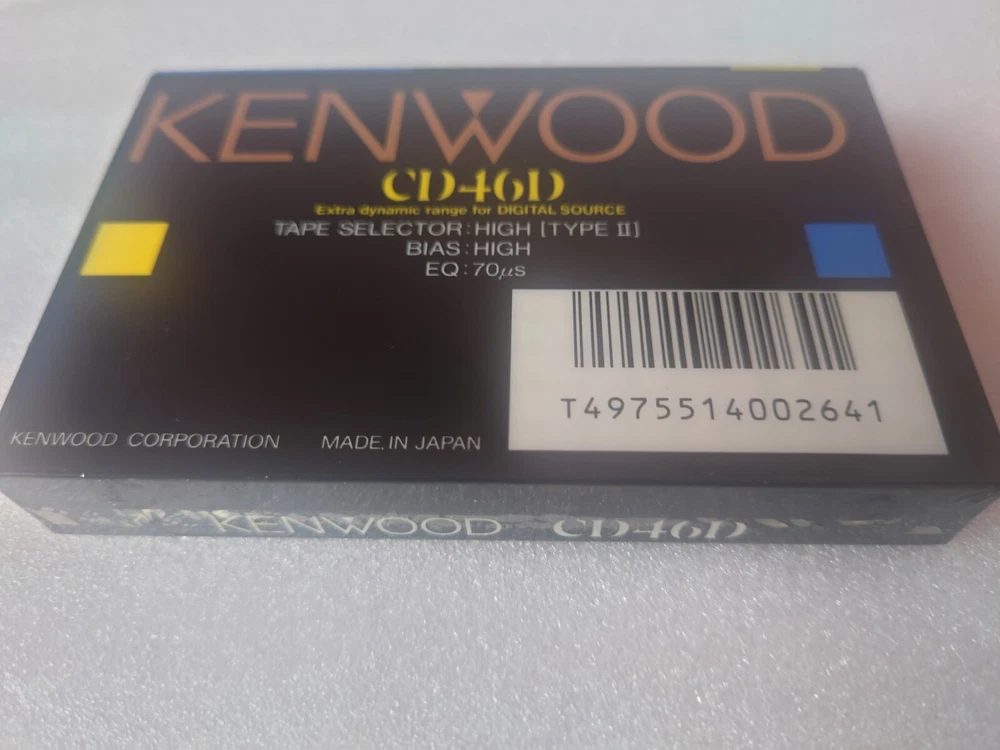 KENWOOD
CD46D
Extra dynamic range for DIGITAL SOURCE
TAPE SELECTOR : HIGH [TYPE II]
BIAS : HIGH
EQ : 70μs
T4975514002641
KENWOOD CORPORATION MADE IN JAPAN
KENWOOD CD46D